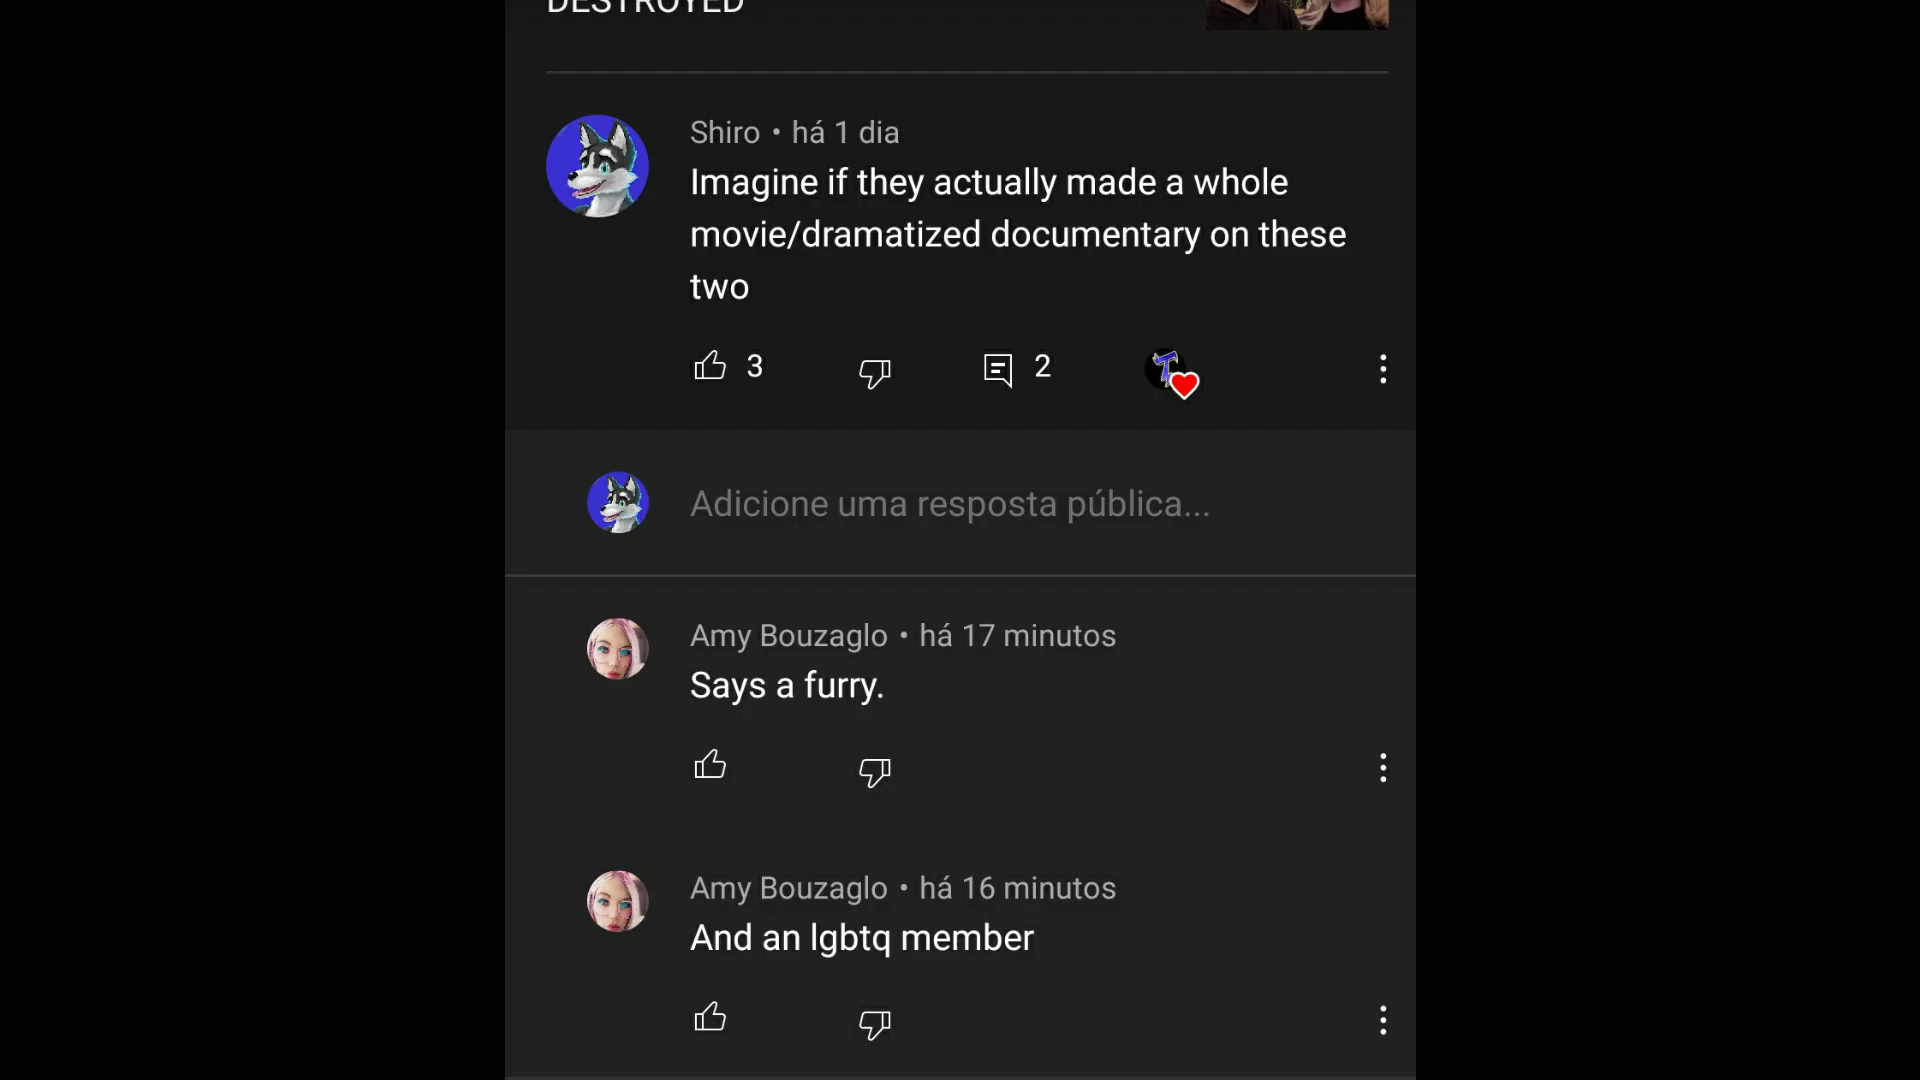 DESTROYED
Shiro • há 1 dia
Imagine if they actually made a whole
movie/dramatized documentary on these
two
3
2
Adicione uma resposta pública...
Amy Bouzaglo • há 17 minutos
Says a furry.
Amy Bouzaglo • há 16 minutos
And an lgbtq member